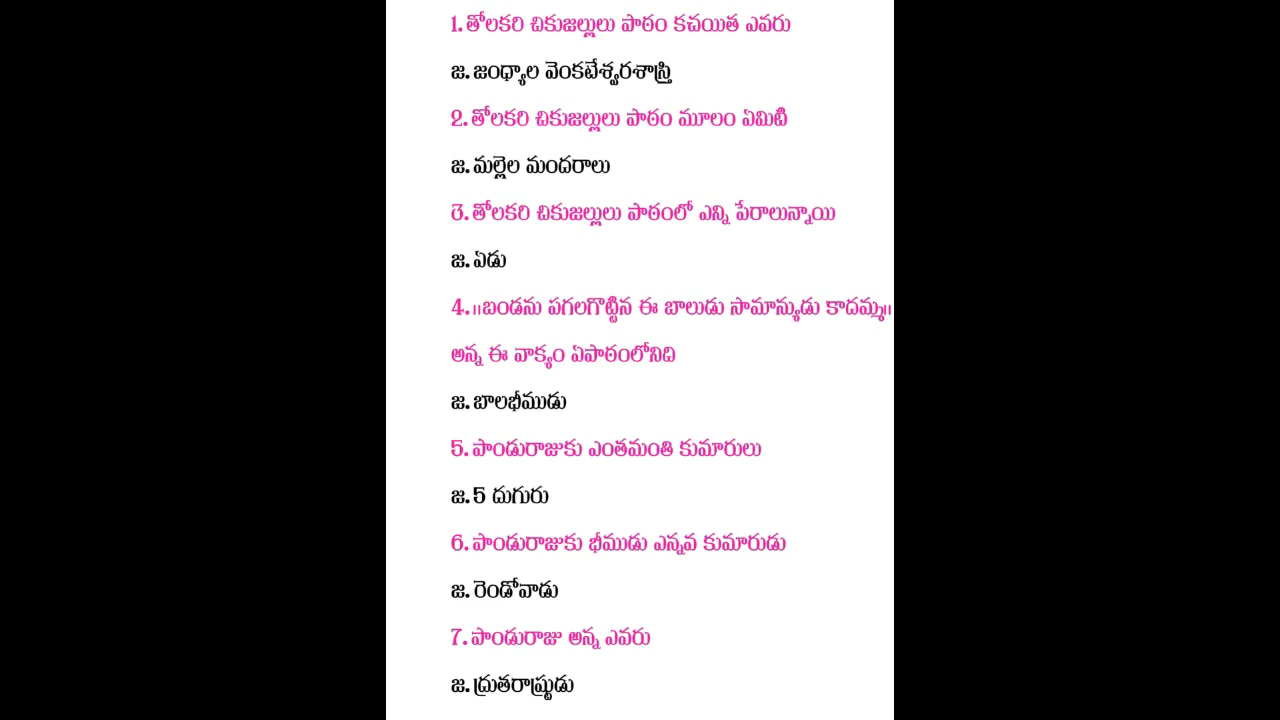 1. తోలకరి చికుజల్లులు పాఠం కచయిత ఎవరు
జ. జంధ్యాల వెంకటేశ్వరశాస్త్రి
2. తోలకరి చికుజల్లులు పాఠం మూలం ఏమిటి
జ. మల్లెల మందరాలు
3. తోలకరి చికుజల్లులు పాఠంలో ఎన్ని పేరాలున్నాయి
జ. ఏడు
4. "బండను పగలగొట్టిన ఈ బాలుడు సామాన్యుడు కాదమ్మ"
అన్న ఈ వాక్యం ఏపాఠంలోనిది
జ. బాలభీముడు
5. పాండురాజుకు ఎంతమంతి కుమారులు
జ. 5 దుగురు
6. పాండురాజుకు భీముడు ఎన్నవ కుమారుడు
జ. రెండోవాడు
7. పాండురాజు అన్న ఎవరు
జ. ద్రుతరాష్ట్రుడు